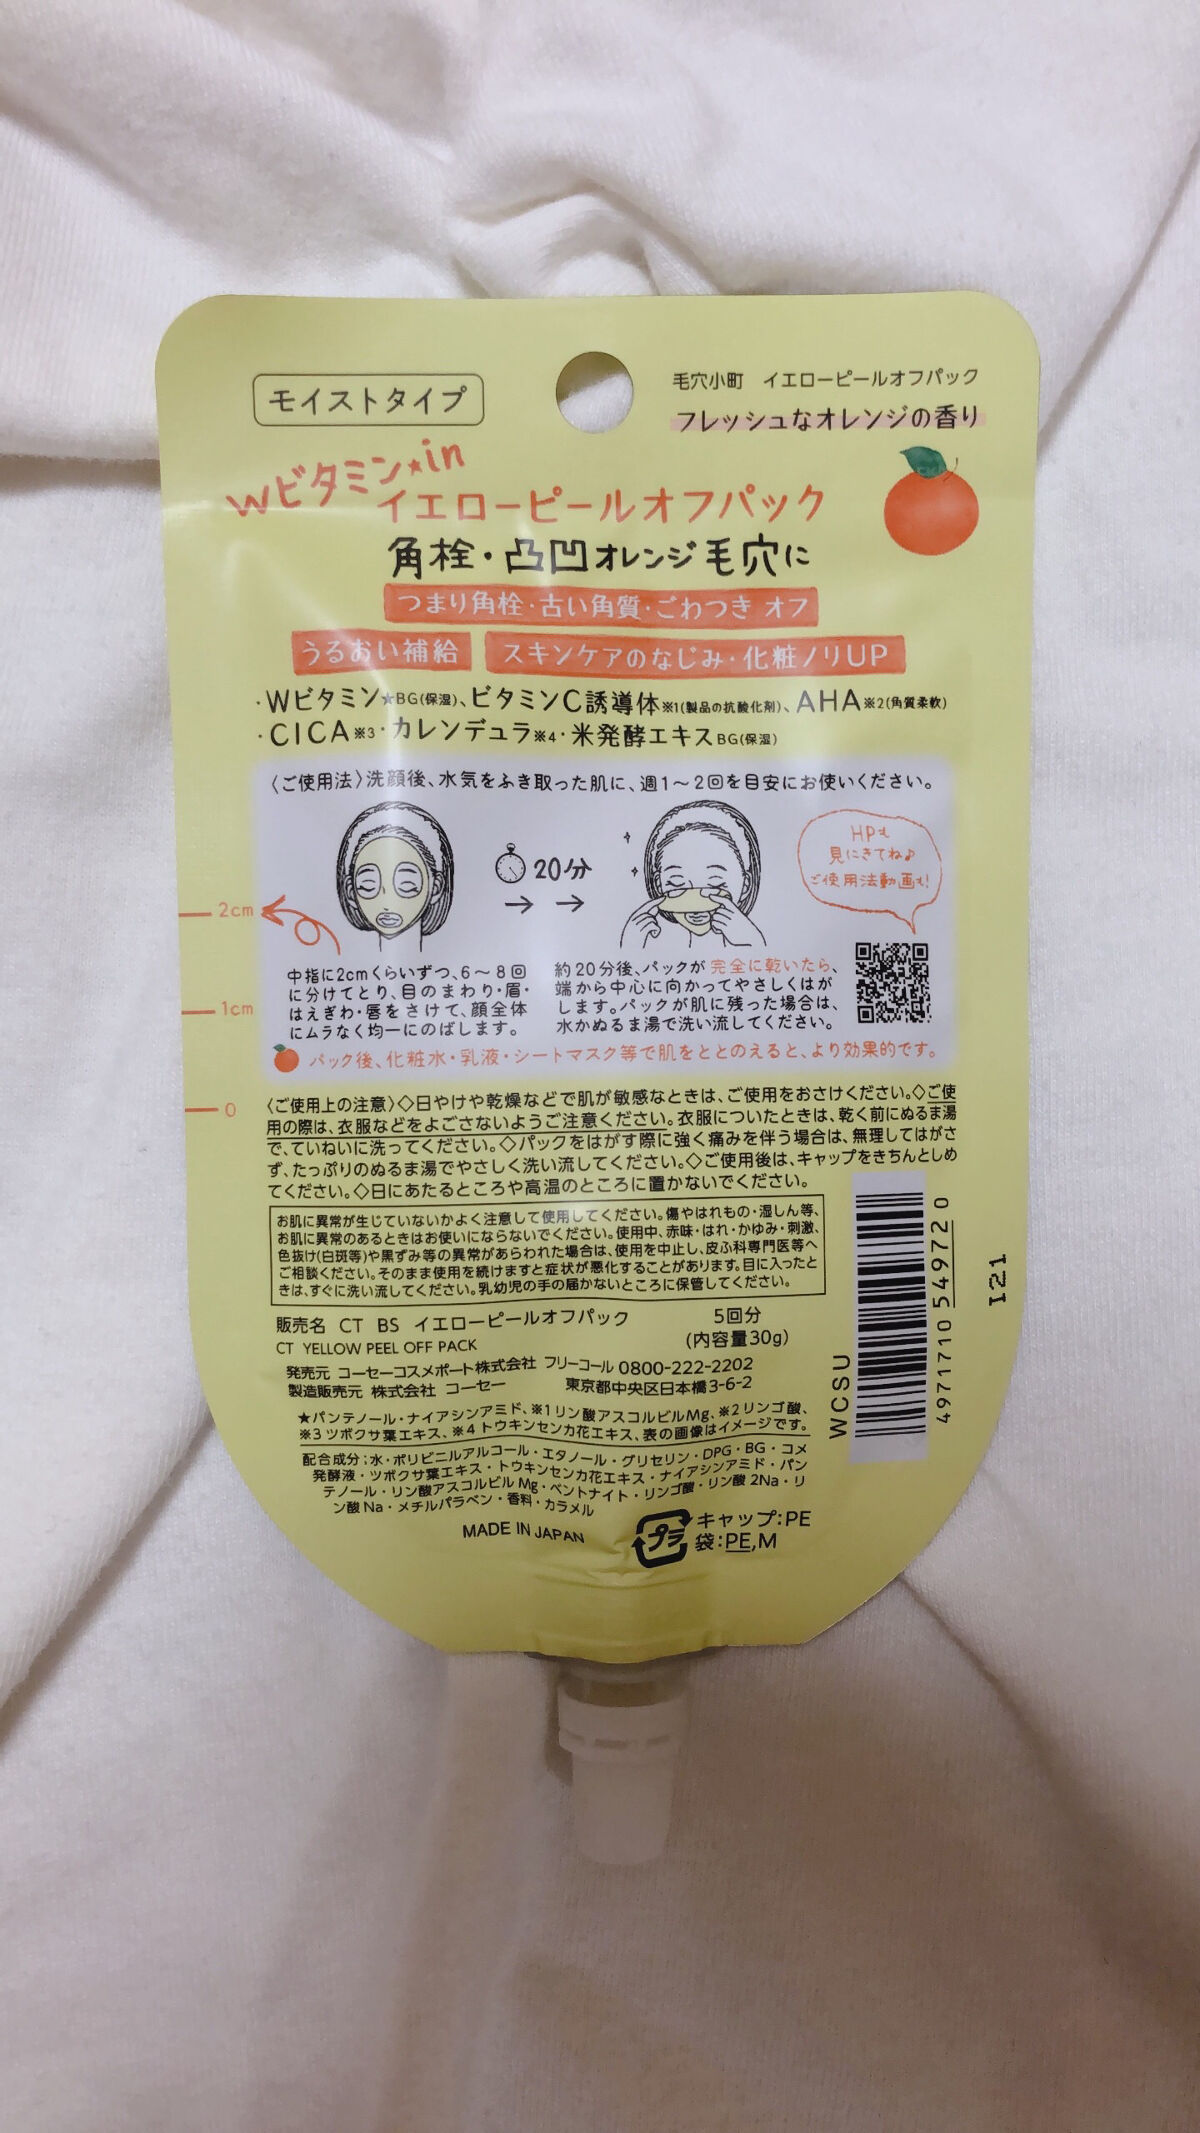 モイストタイプ
毛穴小町 イエローピールオフパック
フレッシュなオレンジの香り
Wビタミン★in
イエローピールオフパック
角栓・凸凹オレンジ毛穴に
つまり角栓・古い角質・ごわつき オフ
うるおい補給 スキンケアのなじみ・化粧ノリUP
・Wビタミン★BG(保湿)、ビタミンC誘導体※1(製品の抗酸化剤)、AHA※2(角質柔軟)
・CICA※3・カレンデュラ※4・米発酵エキスBG(保湿)
〈ご使用法〉洗顔後、水気をふき取った肌に、週1〜2回を目安にお使いください。
20分
→ →
HPも
見にきてね♪
ご使用法動画も!
2cm
1cm
0
中指に2cmくらいずつ、6〜8回
に分けてとり、目のまわり・眉・
はえぎわ・唇をさけて、顔全体
にムラなく均一にのばします。
約20分後、パックが完全に乾いたら、
端から中心に向かってやさしくはが
します。パックが肌に残った場合は、
水かぬるま湯で洗い流してください。
パック後、化粧水・乳液・シートマスク等で肌をととのえると、より効果的です。
〈ご使用上の注意〉◇日やけや乾燥などで肌が敏感なときは、ご使用をおさけください。◇ご使
用の際は、衣服などをよごさないようご注意ください。衣服についたときは、乾く前にぬるま湯
で、ていねいに洗ってください。◇パックをはがす際に強く痛みを伴う場合は、無理してはがさ
ず、たっぷりのぬるま湯でやさしく洗い流してください。◇ご使用後は、キャップをきちんとしめ
てください。◇日にあたるところや高温のところに置かないでください。
お肌に異常が生じていないかよく注意して使用してください。傷やはれもの・湿しん等、
お肌に異常のあるときはお使いにならないでください。使用中、赤味・はれ・かゆみ・刺激、
色抜け(白斑等)や黒ずみ等の異常があらわれた場合は、使用を中止し、皮ふ科専門医等へ
ご相談ください。そのまま使用を続けますと症状が悪化することがあります。目に入ったと
きは、すぐに洗い流してください。乳幼児の手の届かないところに保管してください。
販売名 CT BS イエローピールオフパック
CT YELLOW PEEL OFF PACK
5回分
(内容量30g)
発売元 コーセーコスメポート株式会社 フリーコール 0800-222-2202
製造販売元 株式会社 コーセー 東京都中央区日本橋3-6-2
★パンテノール・ナイアシンアミド、※1リン酸アスコルビルMg、※2リンゴ酸、
※3ツボクサ葉エキス、※4トウキンセンカ花エキス、表の画像はイメージです。
配合成分:水・ポリビニルアルコール・エタノール・グリセリン・DPG・BG・コメ
発酵液・ツボクサ葉エキス・トウキンセンカ花エキス・ナイアシンアミド・パン
テノール・リン酸アスコルビルMg・ベントナイト・リンゴ酸・リン酸2Na・リ
ン酸Na・メチルパラベン・香料・カラメル
MADE IN JAPAN
プラ
キャップ:PE
袋:PE,M
WCSU
4971710549720
I21